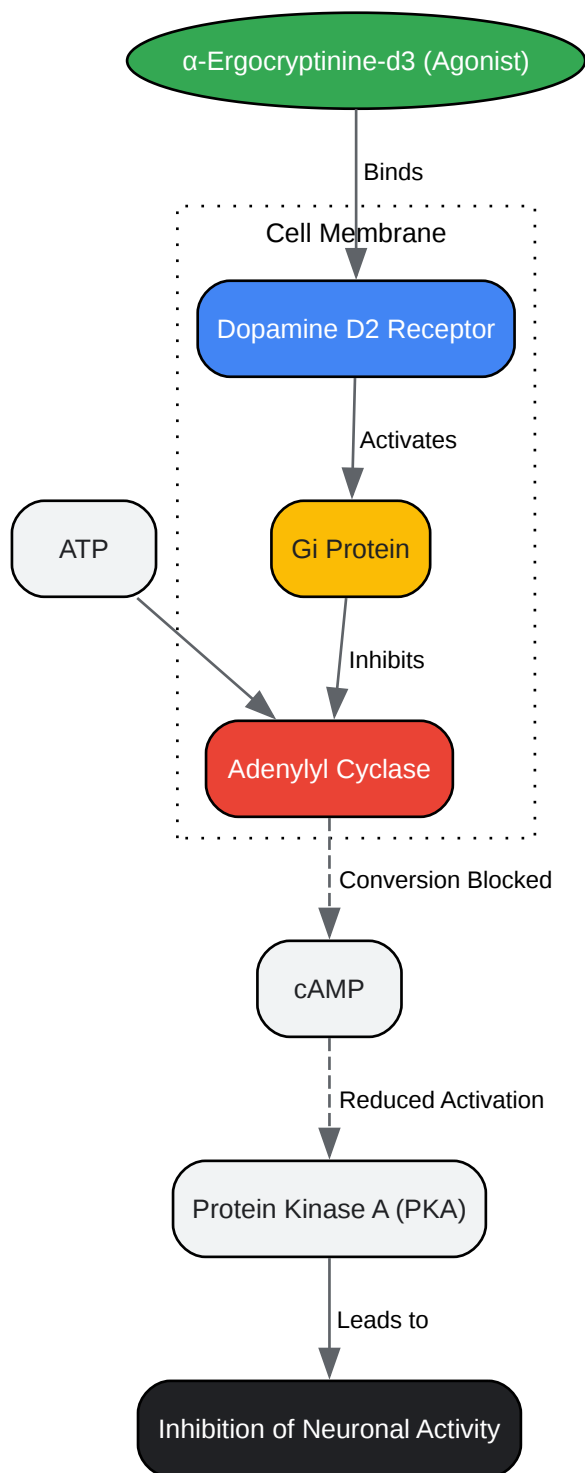 α-Ergocryptinine-d3 (Agonist)
Binds
Cell Membrane
Dopamine D2 Receptor
Activates
ATP
Gi Protein
Inhibits
Adenylyl Cyclase
Conversion Blocked
cAMP
Reduced Activation
Protein Kinase A (PKA)
Leads to
Inhibition of Neuronal Activity